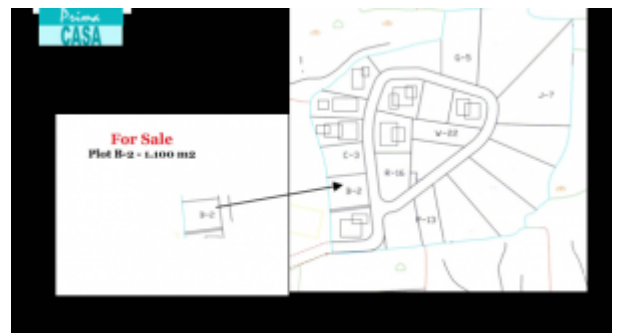 Prima
CASA
For Sale
Plot B-2 - 1.100 m2
B-2
G-5
J-7
W-22
C-3
R-16
B-2
P-13